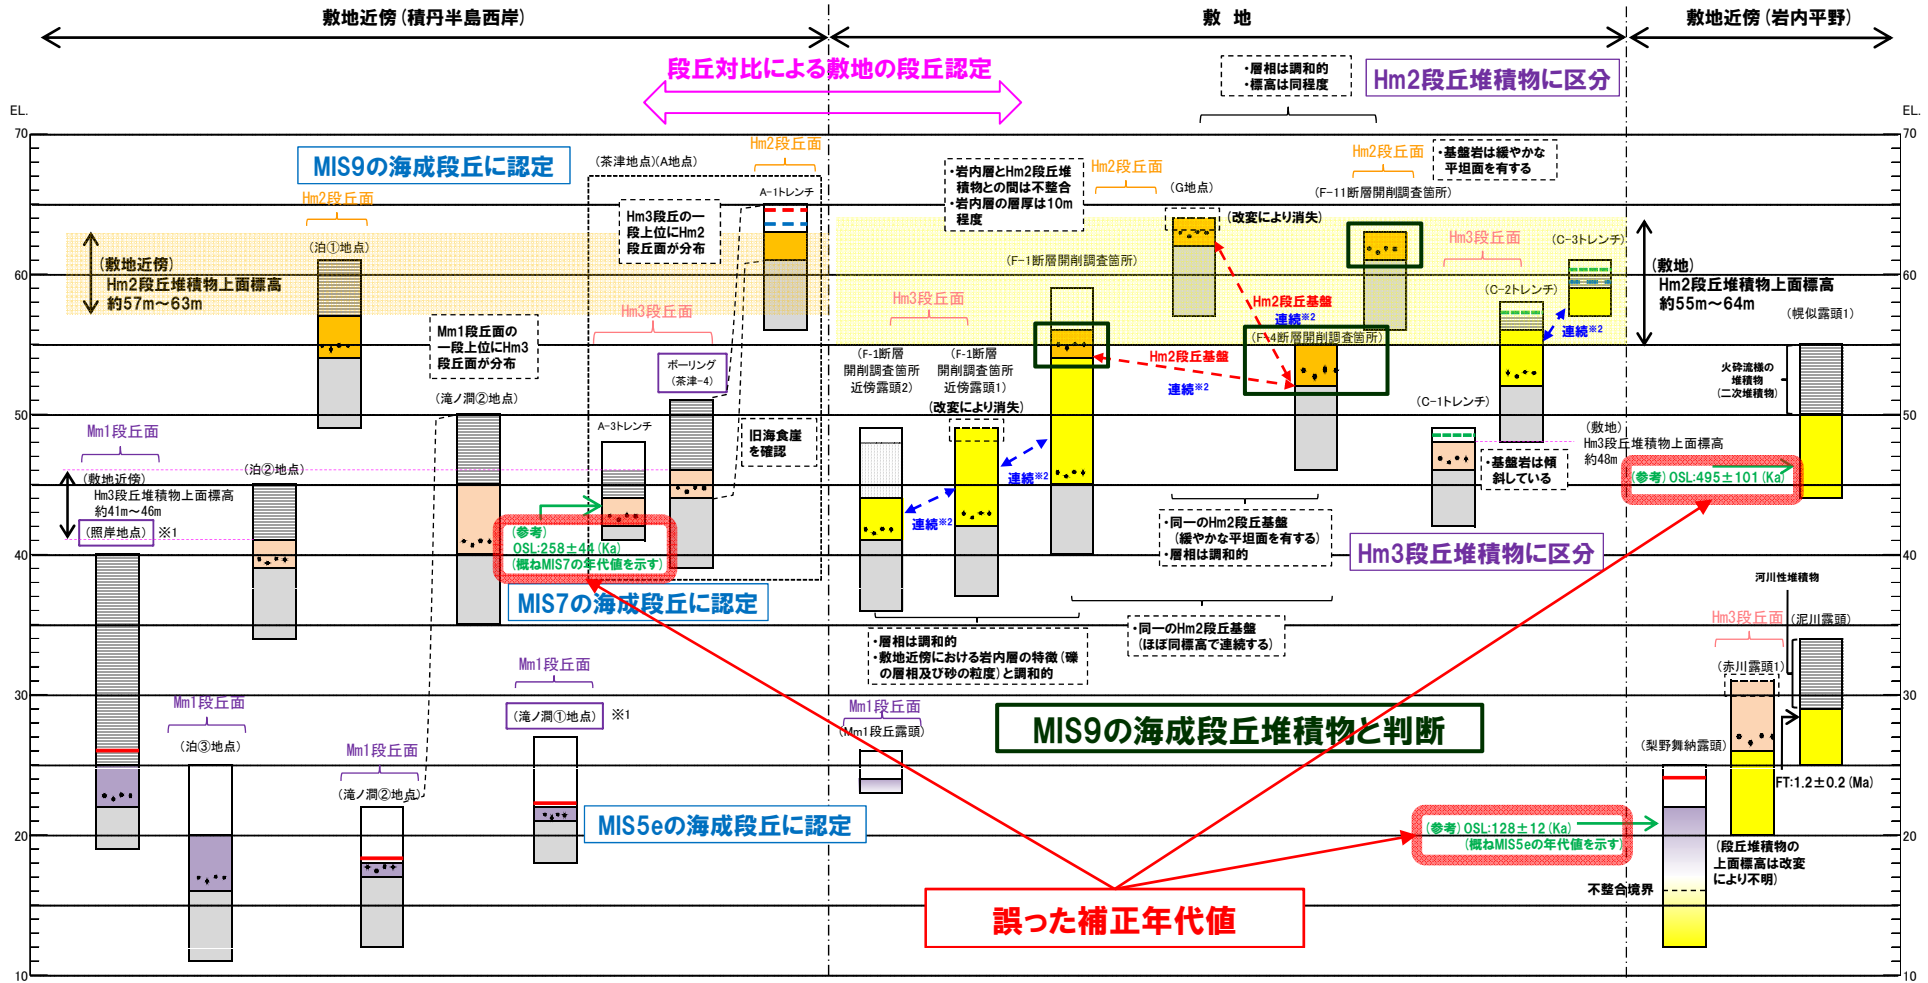 敷地近傍(積丹半島西岸)
敷 地
敷地近傍(岩内平野)
段丘対比による敷地の段丘認定
・層相は調和的
・標高は同程度
Hm2段丘堆積物に区分
EL.
EL.
70
60
50
40
30
20
10
70
60
50
40
30
20
10
MIS9の海成段丘に認定
Hm2段丘面
(泊①地点)
(敷地近傍)
Hm2段丘堆積物上面標高
約57m~63m
(茶津地点)(A地点)
Hm2段丘面
A-1トレンチ
Hm3段丘の一
段上位にHm2
段丘面が分布
Hm3段丘面
Mm1段丘面の
一段上位にHm3
段丘面が分布
ボーリング
(茶津-4)
(滝ノ澗②地点)
A-3トレンチ
旧海食崖
を確認
Mm1段丘面
(敷地近傍)
Hm3段丘堆積物上面標高
約41m~46m
(照岸地点)
※1
(泊②地点)
(参考)
OSL:258±44(Ka)
(概ねMIS7の年代値を示す)
MIS7の海成段丘に認定
Mm1段丘面
(泊③地点)
Mm1段丘面
(滝ノ澗②地点)
Mm1段丘面
(滝ノ澗①地点)
※1
MIS5eの海成段丘に認定
・岩内層とHm2段丘堆
積物との間は不整合
・岩内層の層厚は10m
程度
Hm2段丘面
(G地点)
(改変により消失)
Hm2段丘面
(F-11断層開削調査箇所)
・基盤岩は緩やかな
平坦面を有する
(F-1断層開削調査箇所)
Hm3段丘面
(F-1断層
開削調査箇所
近傍露頭2)
(F-1断層
開削調査箇所
近傍露頭1)
(改変により消失)
連続※2
連続※2
Hm2段丘基盤
連続※2
Hm2段丘基盤
連続※2
(F-4断層開削調査箇所)
Hm3段丘面
(C-3トレンチ)
(C-2トレンチ)
連続※2
(C-1トレンチ)
・基盤岩は傾
斜している
(敷地)
Hm2段丘堆積物上面標高
約55m~64m
(敷地)
Hm3段丘堆積物上面標高
約48m
・同一のHm2段丘基盤
(緩やかな平坦面を有する)
・層相は調和的
Hm3段丘堆積物に区分
・層相は調和的
・敷地近傍における岩内層の特徴(礫
の層相及び砂の粒度)と調和的
・同一のHm2段丘基盤
(ほぼ同標高で連続する)
Mm1段丘面
(Mm1段丘露頭)
MIS9の海成段丘堆積物と判断
(幌似露頭1)
火砕流様の
堆積物
(二次堆積物)
(参考)OSL:495±101(Ka)
河川性堆積物
Hm3段丘面
(泥川露頭)
(赤川露頭1)
(梨野舞納露頭)
FT:1.2±0.2(Ma)
(参考)OSL:128±12(Ka)
(概ねMIS5eの年代値を示す)
(段丘堆積物の
上面標高は改変
により不明)
不整合境界
誤った補正年代値